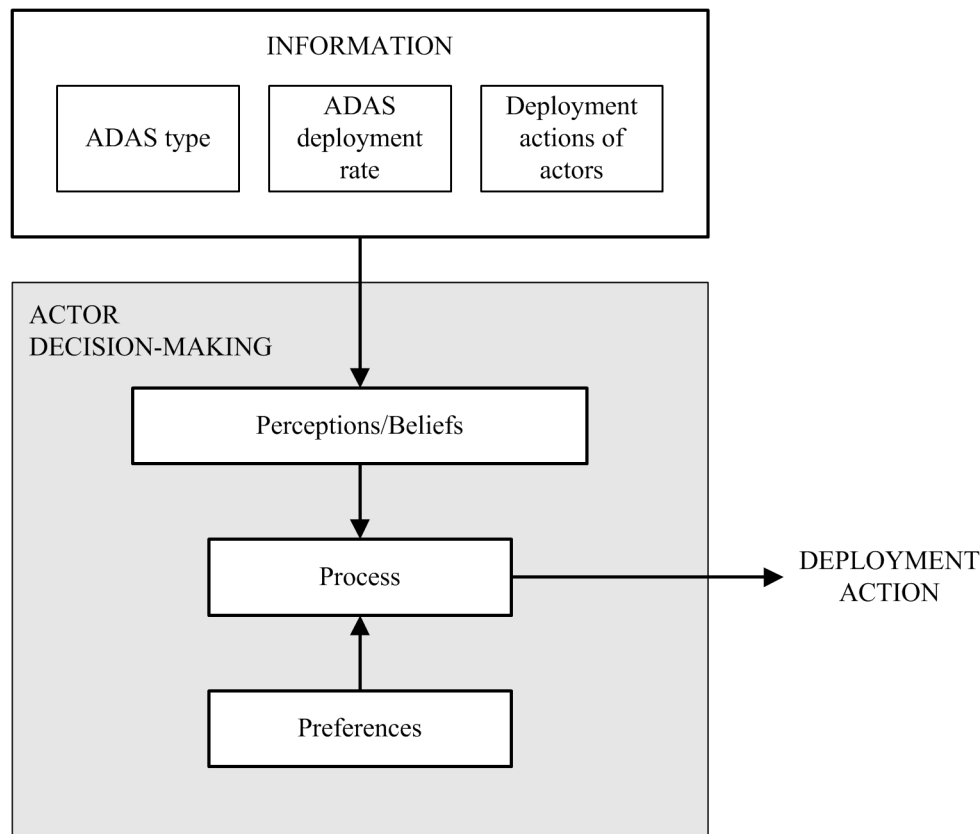 INFORMATION
ADAS type
ADAS
deployment
rate
Deployment
actions of
actors
ACTOR
DECISION-MAKING
Perceptions/Beliefs
Process
DEPLOYMENT
ACTION
Preferences